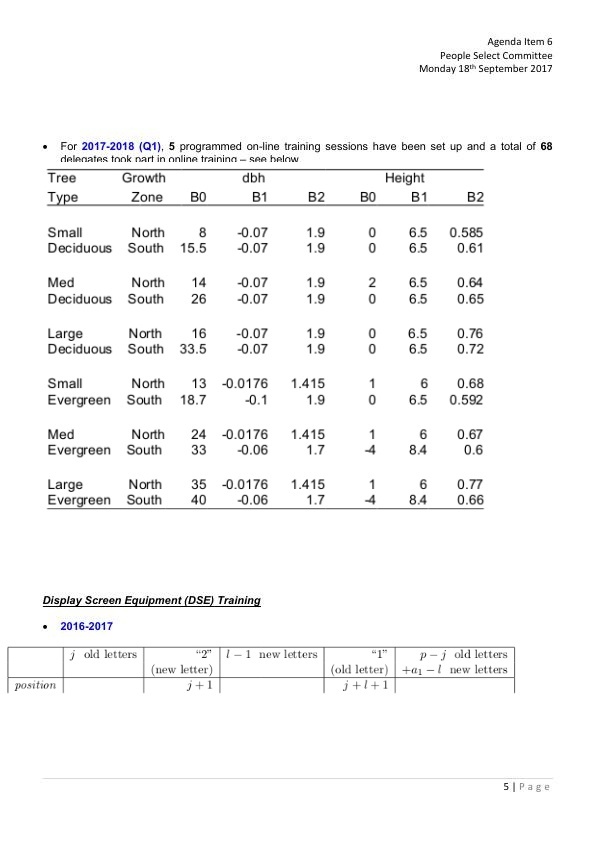 Agenda Item 6
People Select Committee
Monday 18th September 2017
• For 2017-2018 (Q1), 5 programmed on-line training sessions have been set up and a total of 68
delegates took part in online training – see below
Tree Growth dbh Height
Type Zone B0 B1 B2 B0 B1 B2
Small North 8 -0.07 1.9 0 6.5 0.585
Deciduous South 15.5 -0.07 1.9 0 6.5 0.61
Med North 14 -0.07 1.9 2 6.5 0.64
Deciduous South 26 -0.07 1.9 0 6.5 0.65
Large North 16 -0.07 1.9 0 6.5 0.76
Deciduous South 33.5 -0.07 1.9 0 6.5 0.72
Small North 13 -0.0176 1.415 1 6 0.68
Evergreen South 18.7 -0.1 1.9 0 6.5 0.592
Med North 24 -0.0176 1.415 1 6 0.67
Evergreen South 33 -0.06 1.7 -4 8.4 0.6
Large North 35 -0.0176 1.415 1 6 0.77
Evergreen South 40 -0.06 1.7 -4 8.4 0.66
Display Screen Equipment (DSE) Training
• 2016-2017
j old letters “2” l − 1 new letters “1” p − j old letters
(new letter) (old letter) +a₁ − l new letters
position j + 1 j + l + 1
5 | Page